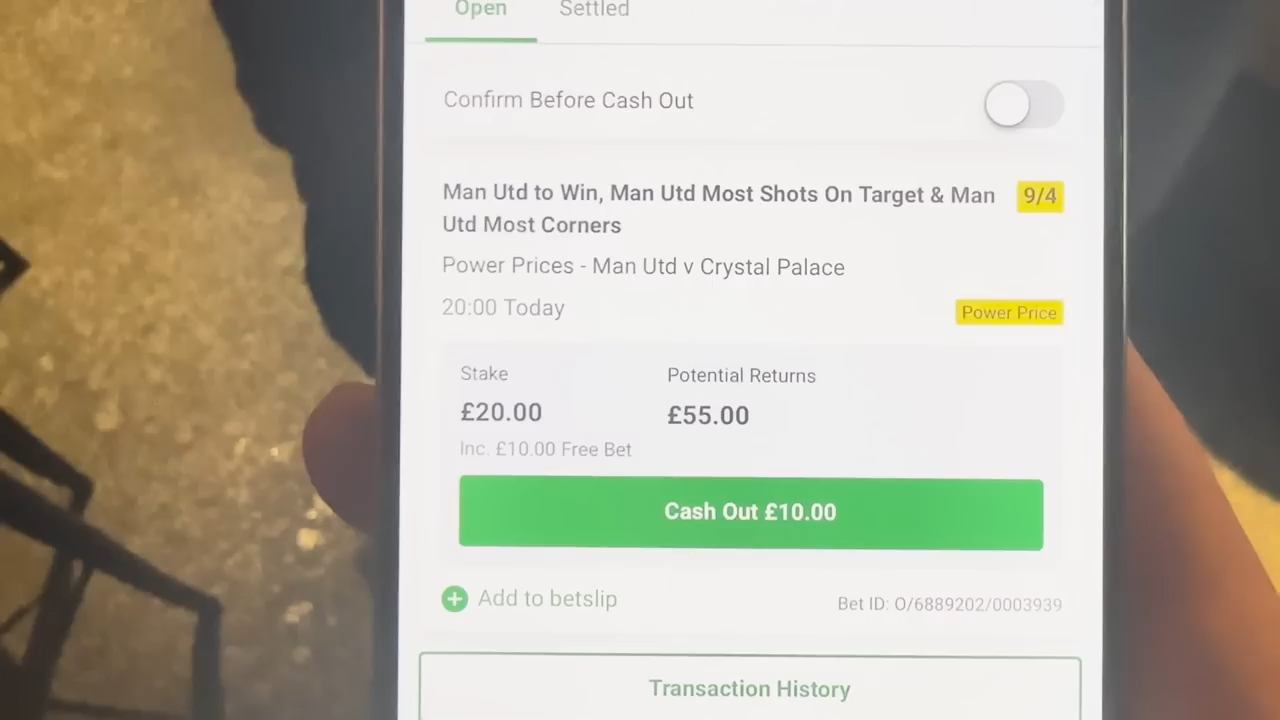 Open Settled
Confirm Before Cash Out
Man Utd to Win, Man Utd Most Shots On Target & Man 9/4
Utd Most Corners
Power Prices - Man Utd v Crystal Palace
20:00 Today Power Price
Stake Potential Returns
£20.00 £55.00
Inc. £10.00 Free Bet
Cash Out £10.00
Add to betslip Bet ID: O/6889202/0003939
Transaction History